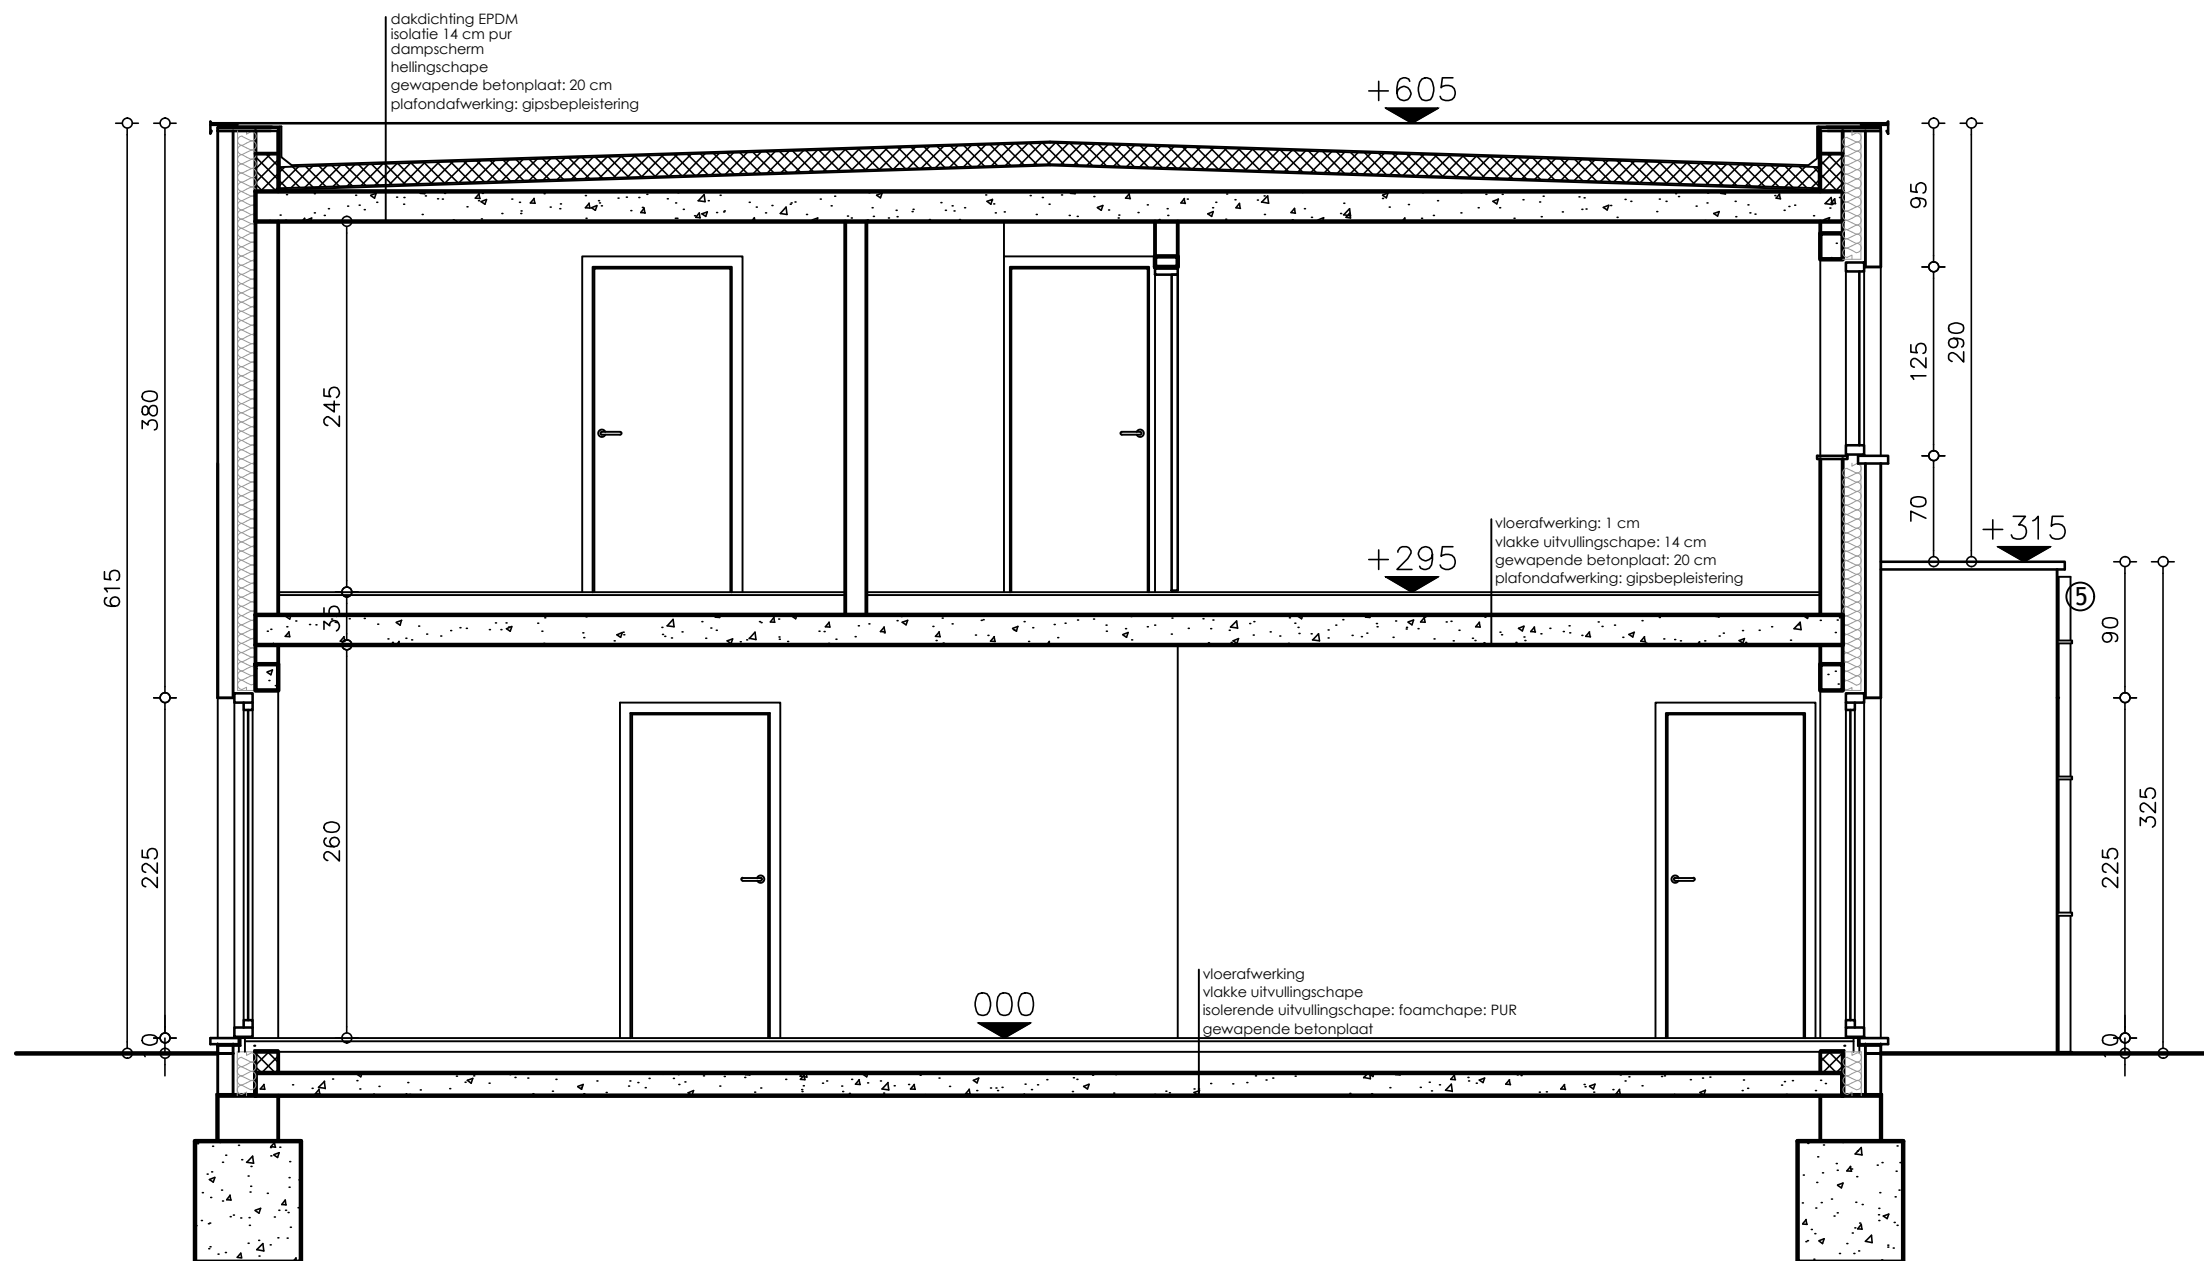 dakdichting EPDM
isolatie 14 cm pur
dampscherm
hellingschape
gewapende betonplaat: 20 cm
plafondafwerking: gipsbepleistering
+605
95
380
245
125
290
70
+315
vloerafwerking: 1 cm
vlakke uitvullingschape: 14 cm
gewapende betonplaat: 20 cm
plafondafwerking: gipsbepleistering
+295
615
35
5
90
260
325
225
225
vloerafwerking
vlakke uitvullingschape
isolerende uitvullingschape: foamchape: PUR
gewapende betonplaat
000
10
10